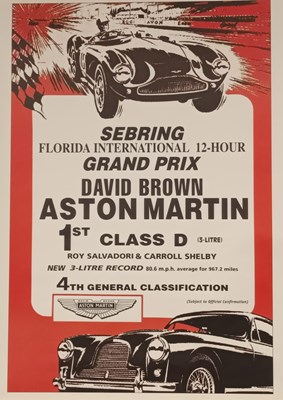 SEBRING
FLORIDA INTERNATIONAL 12-HOUR
GRAND PRIX
DAVID BROWN
ASTON MARTIN
1ST CLASS D (3-LITRE)
ROY SALVADORI & CARROLL SHELBY
NEW 3-LITRE RECORD 80.6 m.p.h. average for 967.2 miles
4TH GENERAL CLASSIFICATION
(Subject to Official Confirmation)
ASTON MARTIN